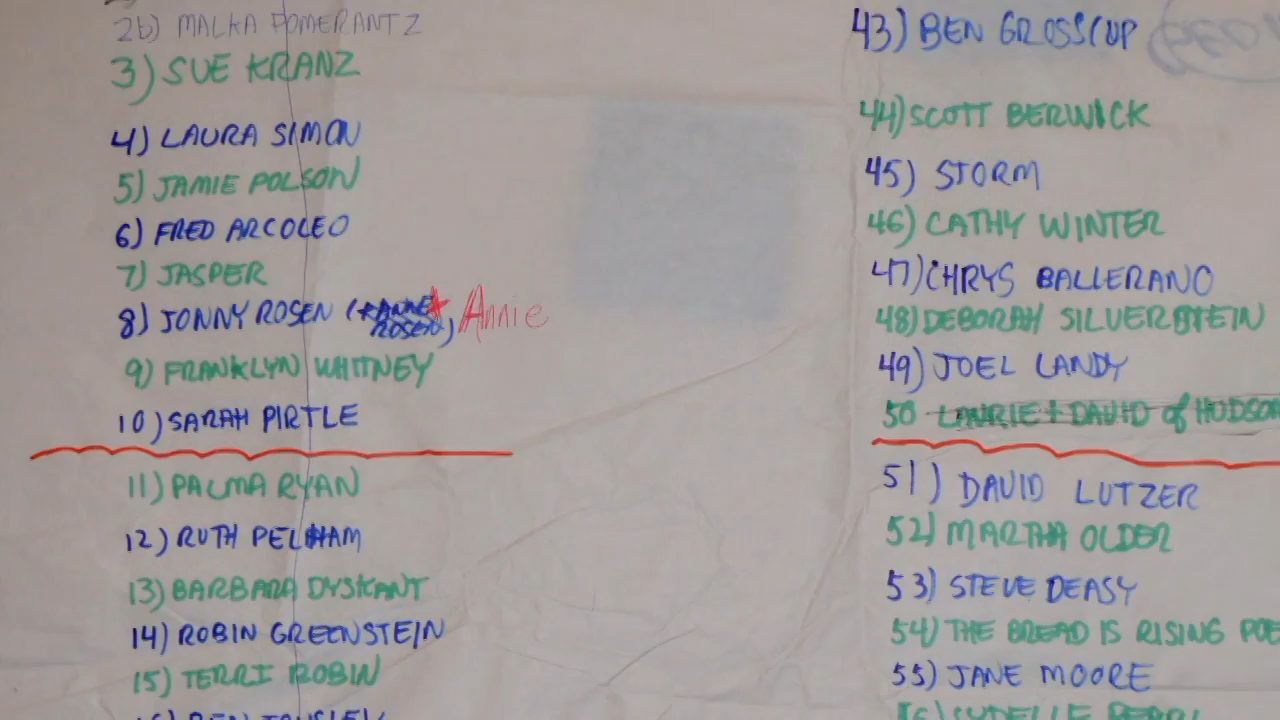 2b) MALKA POMERANTZ
3) SUE KRANZ
4) LAURA SIMON
5) JAMIE POLSON
6) FRED ARCOLEO
7) JASPER
8) JONNY ROSEN (+ ANNE Annie
ROSEN)
9) FRANKLYN WHITNEY
10) SARAH PIRTLE
11) PALMA RYAN
12) RUTH PELHAM
13) BARBARA DYSKANT
14) ROBIN GREENSTEIN
15) TERRI ROBIN
43) BEN GROSSCUP
44) SCOTT BERWICK
45) STORM
46) CATHY WINTER
47) CHRYS BALLERANO
48) DEBORAH SILVERSTEIN
49) JOEL LANDY
50 LAURIE + DAVID of HUDSON
51) DAVID LUTZER
52) MARTHA OLDER
53) STEVE DEASY
54) THE BREAD IS RISING POE
55) JANE MOORE